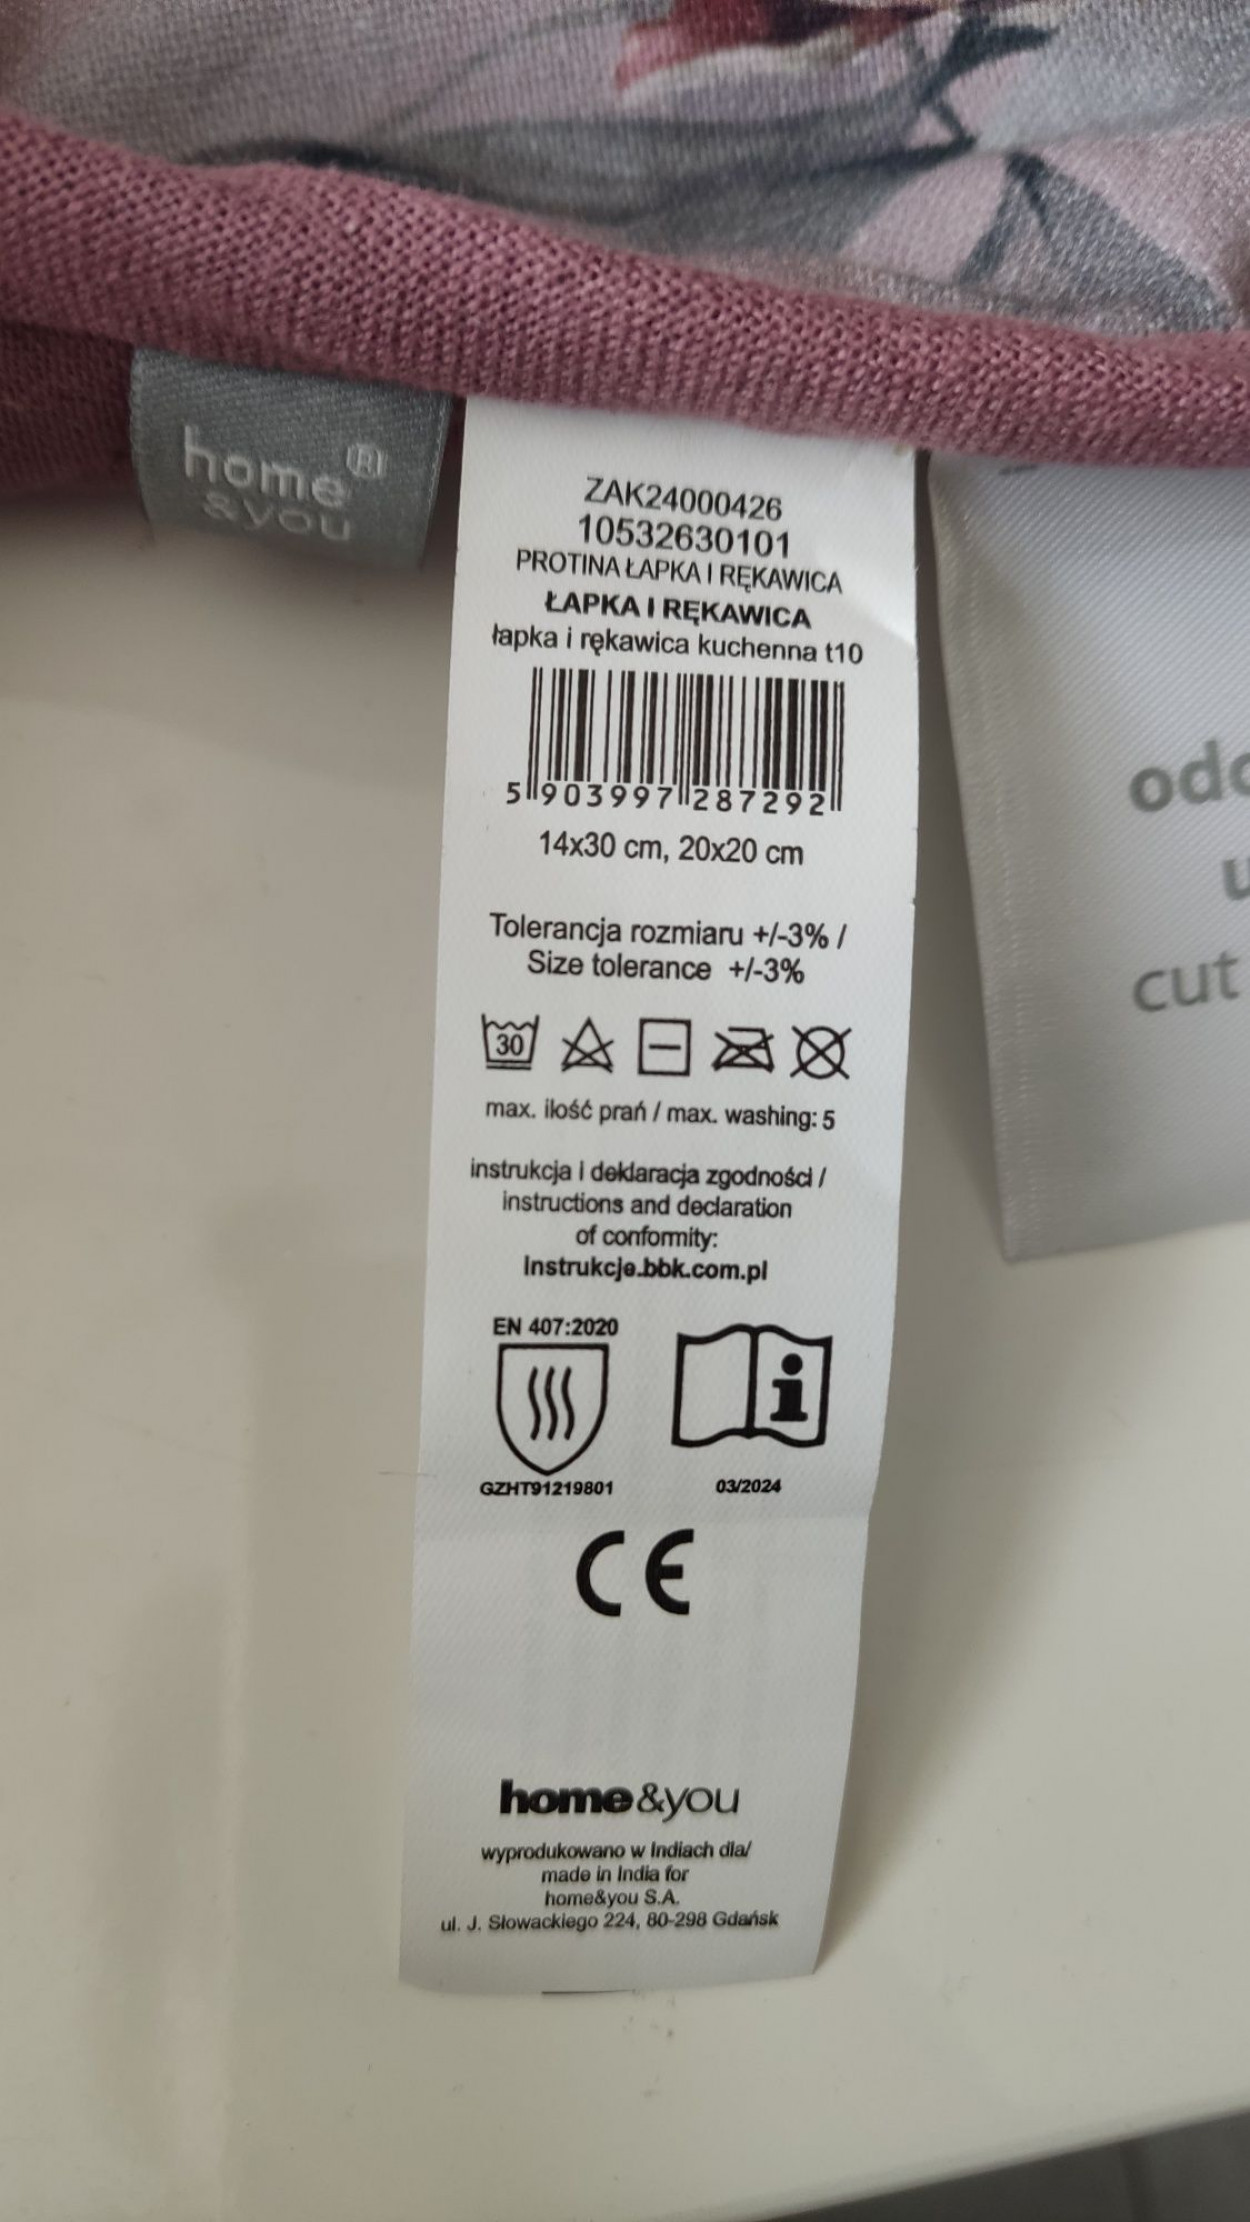 home®
&you
ZAK24000426
10532630101
PROTINA ŁAPKA I RĘKAWICA
ŁAPKA I RĘKAWICA
łapka i rękawica kuchenna t10
5 903997 287292
14x30 cm, 20x20 cm
Tolerancja rozmiaru +/-3% /
Size tolerance +/-3%
30
max. ilość prań / max. washing: 5
instrukcja i deklaracja zgodności /
instructions and declaration
of conformity:
instrukcje.bbk.com.pl
EN 407:2020
i
GZHT91219801
03/2024
CE
home&you
wyprodukowano w Indiach dla/
made in India for
home&you S.A.
ul. J. Słowackiego 224, 80-298 Gdańsk
cut